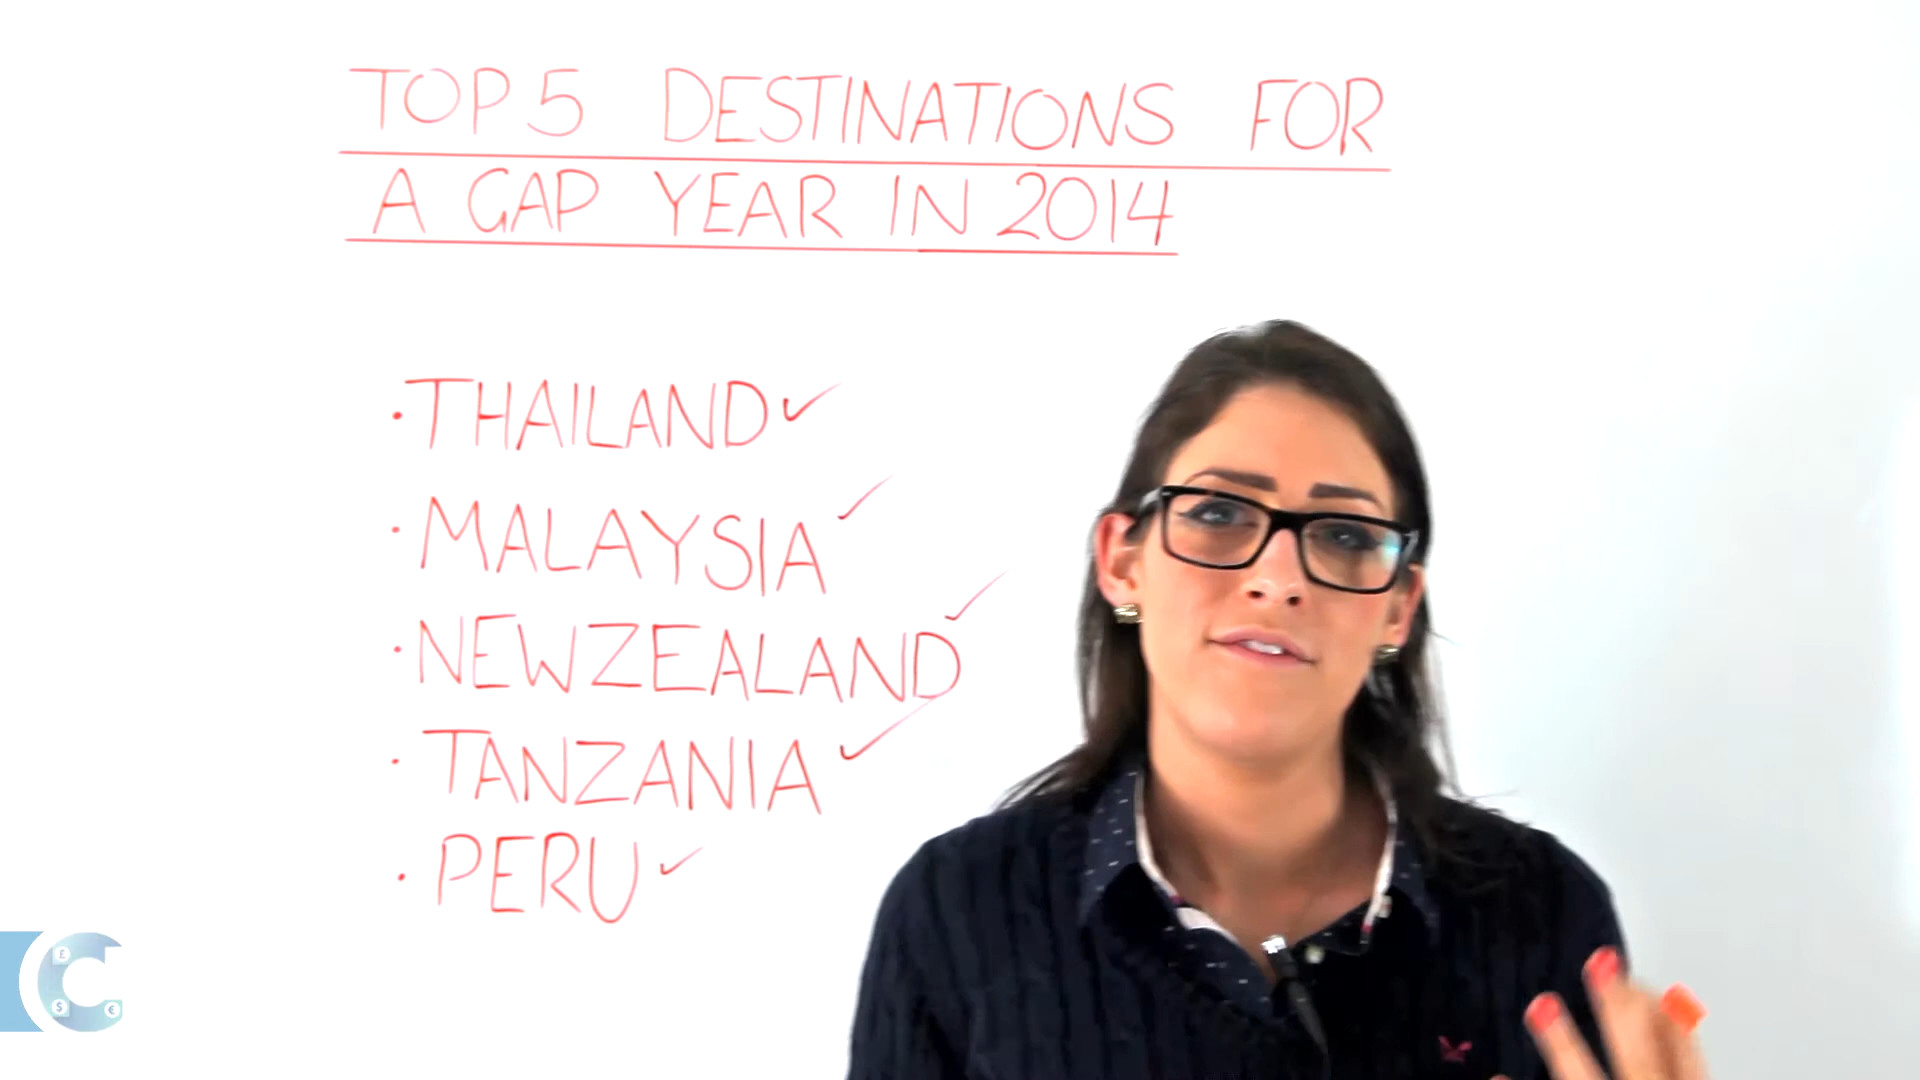 TOP 5 DESTINATIONS FOR
A GAP YEAR IN 2014
• THAILAND ✓
• MALAYSIA ✓
• NEWZEALAND ✓
• TANZANIA ✓
• PERU ✓
C
£
$
€